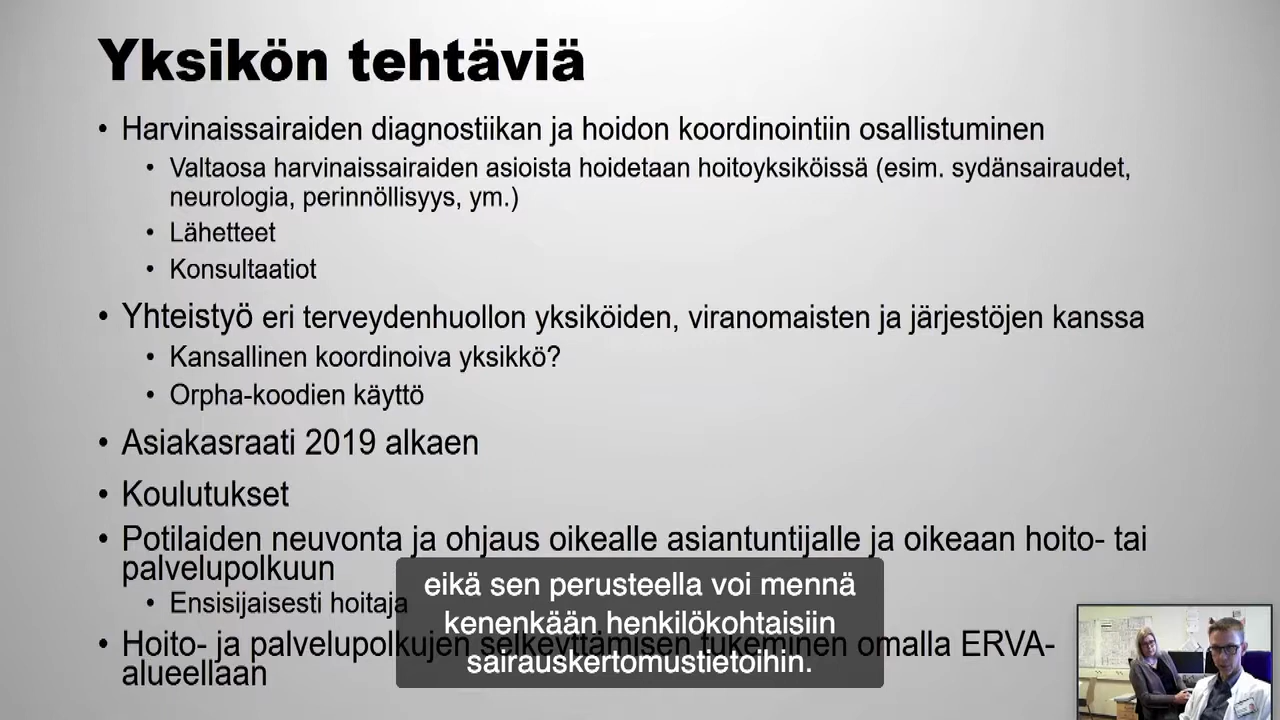 Yksikön tehtäviä
• Harvinaissairaiden diagnostiikan ja hoidon koordinointiin osallistuminen
• Valtaosa harvinaissairaiden asioista hoidetaan hoitoyksiköissä (esim. sydänsairaudet,
neurologia, perinnöllisyys, ym.)
• Lähetteet
• Konsultaatiot
• Yhteistyö eri terveydenhuollon yksiköiden, viranomaisten ja järjestöjen kanssa
• Kansallinen koordinoiva yksikkö?
• Orpha-koodien käyttö
• Asiakasraati 2019 alkaen
• Koulutukset
• Potilaiden neuvonta ja ohjaus oikealle asiantuntijalle ja oikeaan hoito- tai
palvelupolkuun
• Ensisijaisesti hoitaja
• Hoito- ja palvelupolkujen selkeyttämisen tukeminen omalla ERVA-
alueellaan
eikä sen perusteella voi mennä
kenenkään henkilökohtaisiin
sairauskertomustietoihin.